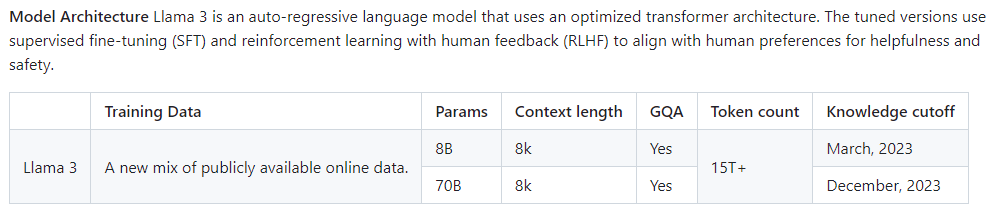 Model Architecture Llama 3 is an auto-regressive language model that uses an optimized transformer architecture. The tuned versions use
supervised fine-tuning (SFT) and reinforcement learning with human feedback (RLHF) to align with human preferences for helpfulness and
safety.
Training Data Params Context length GQA Token count Knowledge cutoff
Llama 3 A new mix of publicly available online data. 8B 8k Yes 15T+ March, 2023
70B 8k Yes December, 2023